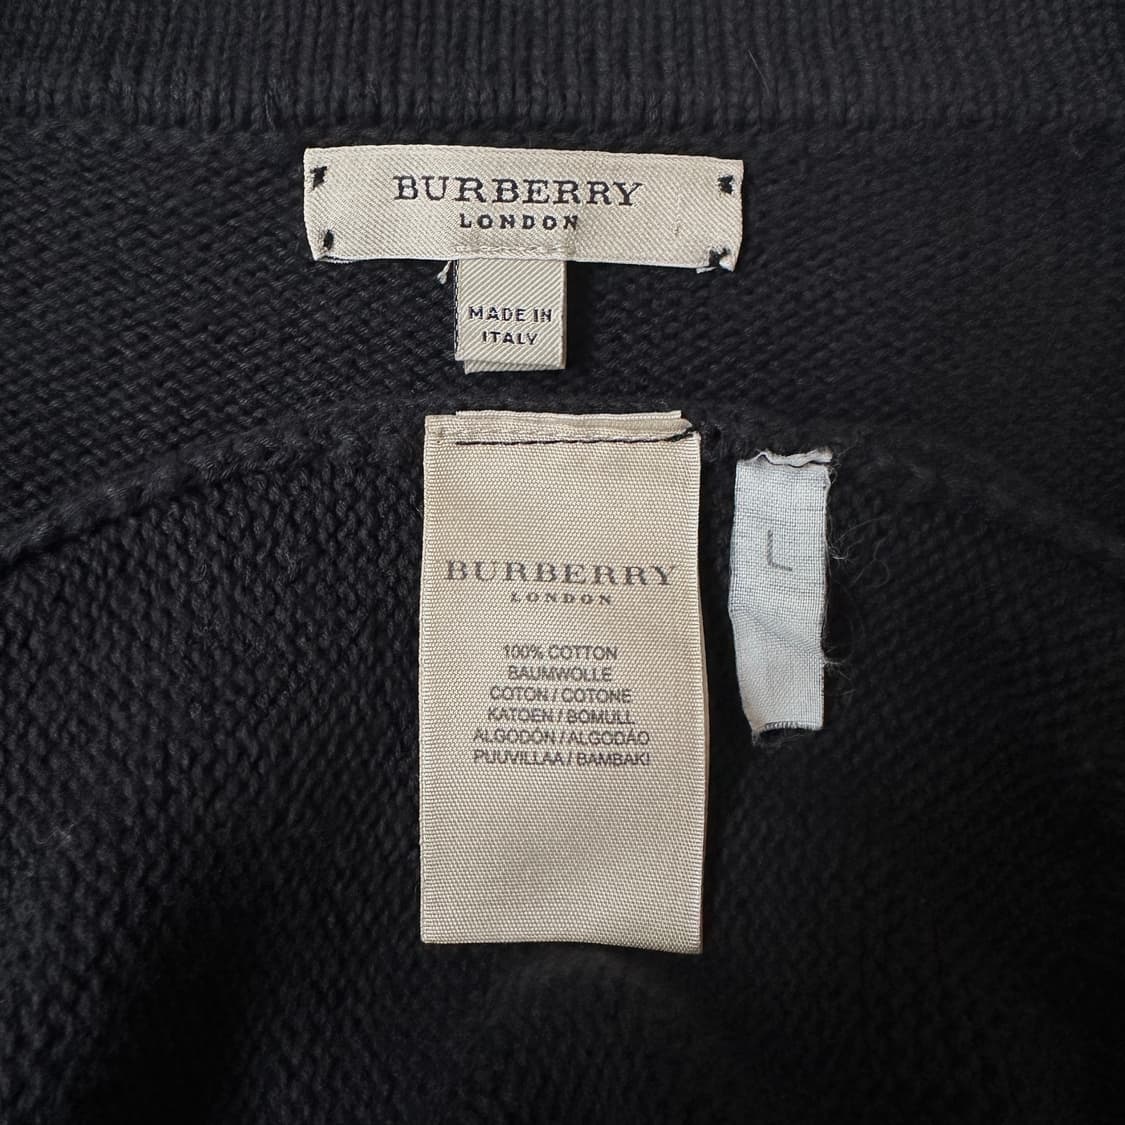 BURBERRY
LONDON
MADE IN
ITALY
BURBERRY
LONDON
100% COTTON
BAUMWOLLE
COTON / COTONE
KATOEN / BOMULL
ALGODÓN / ALGODÃO
PUUVILLAA / BAMBAKI
L